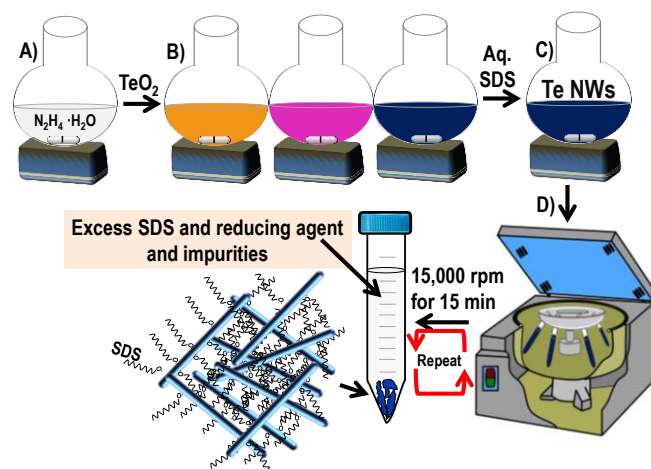 A)
N₂H₄ ·H₂O
TeO₂
B)
Aq.
SDS
C)
Te NWs
D)
Excess SDS and reducing agent
and impurities
15,000 rpm
for 15 min
Repeat
SDS